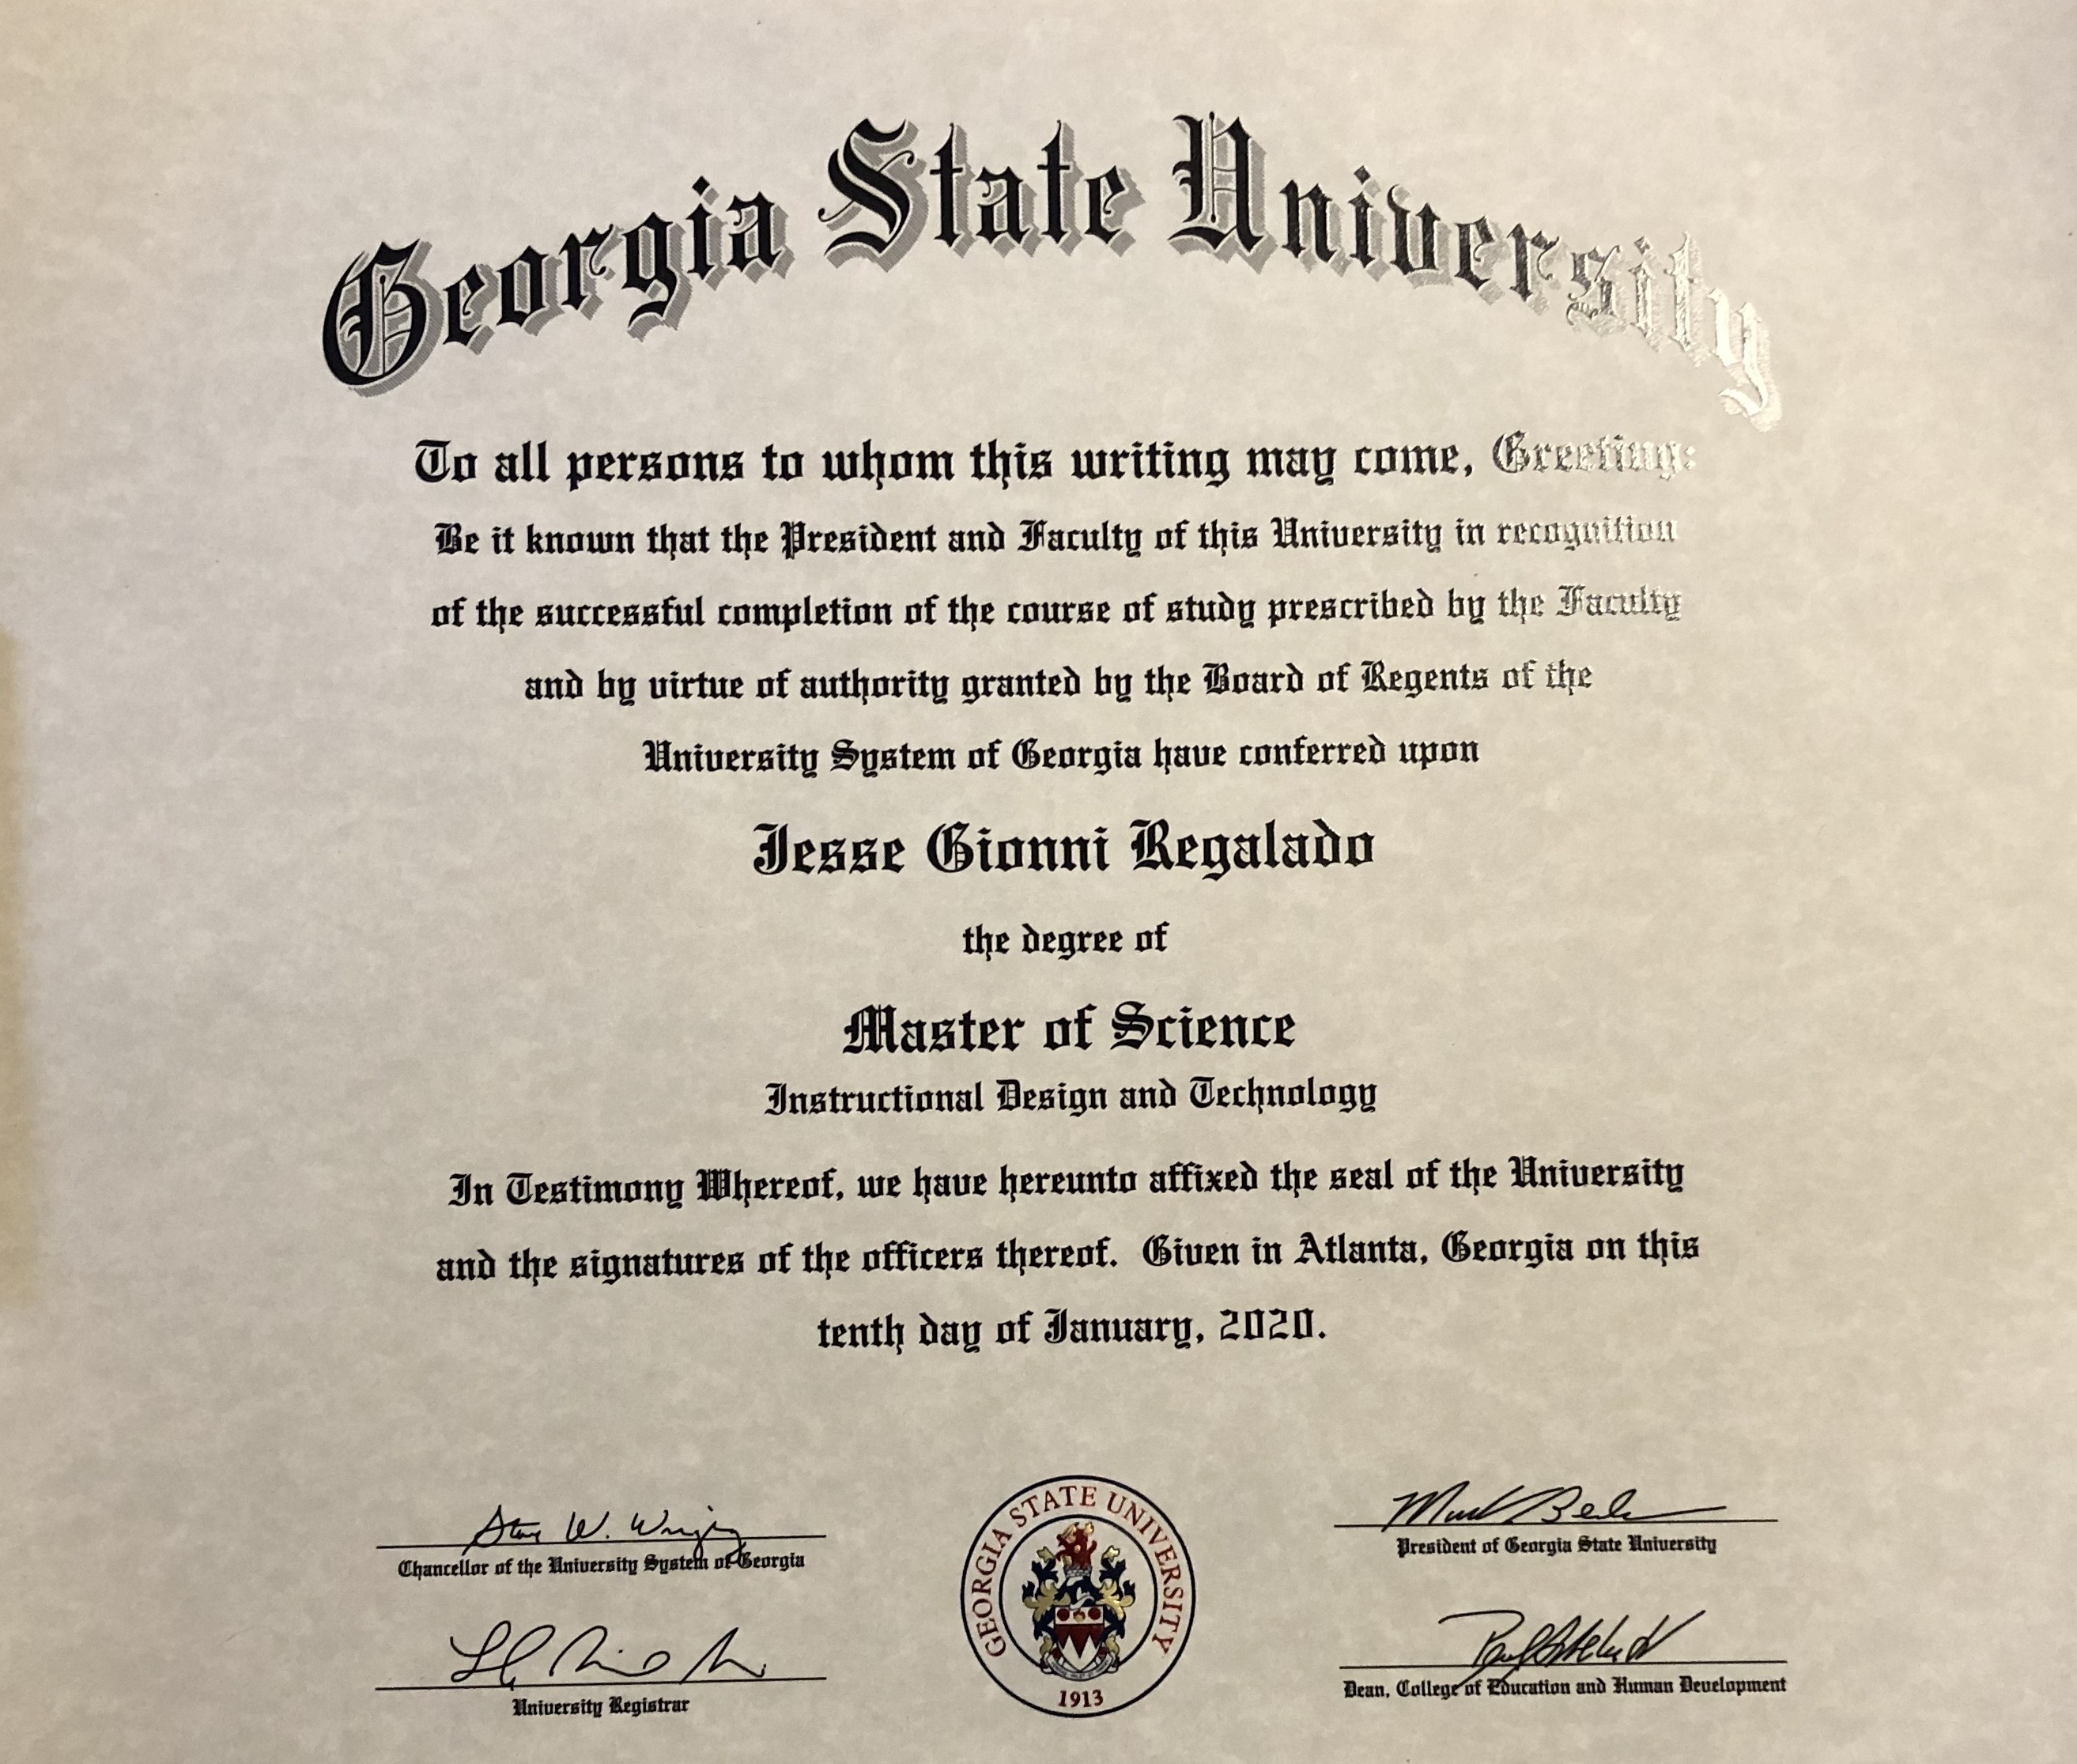 Georgia State University
To all persons to whom this writing may come, Greeting:
Be it known that the President and Faculty of this University in recognition
of the successful completion of the course of study prescribed by the Faculty
and by virtue of authority granted by the Board of Regents of the
University System of Georgia have conferred upon
Jesse Gionni Regalado
the degree of
Master of Science
Instructional Design and Technology
In Testimony Whereof, we have hereunto affixed the seal of the University
and the signatures of the officers thereof. Given in Atlanta, Georgia on this
tenth day of January, 2020.
Chancellor of the University System of Georgia
University Registrar
GEORGIA STATE UNIVERSITY
1913
President of Georgia State University
Dean, College of Education and Human Development